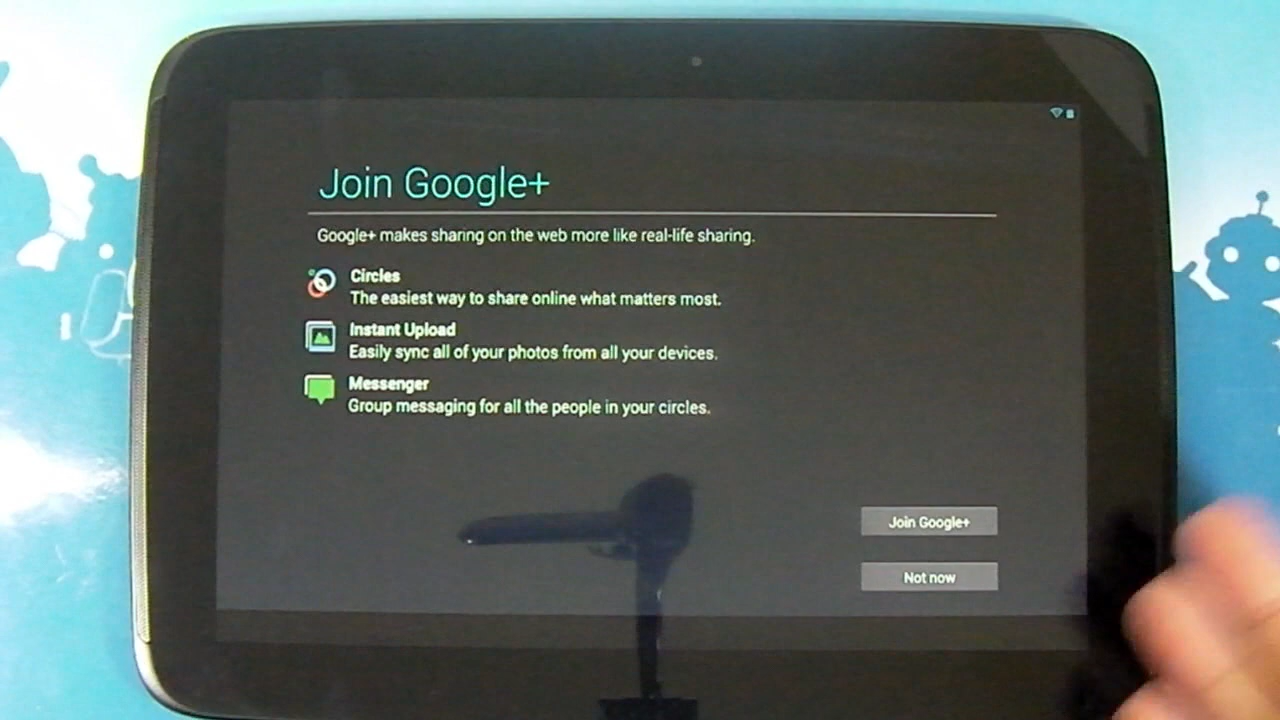 Join Google+
Google+ makes sharing on the web more like real-life sharing.
Circles
The easiest way to share online what matters most.
Instant Upload
Easily sync all of your photos from all your devices.
Messenger
Group messaging for all the people in your circles.
Join Google+
Not now